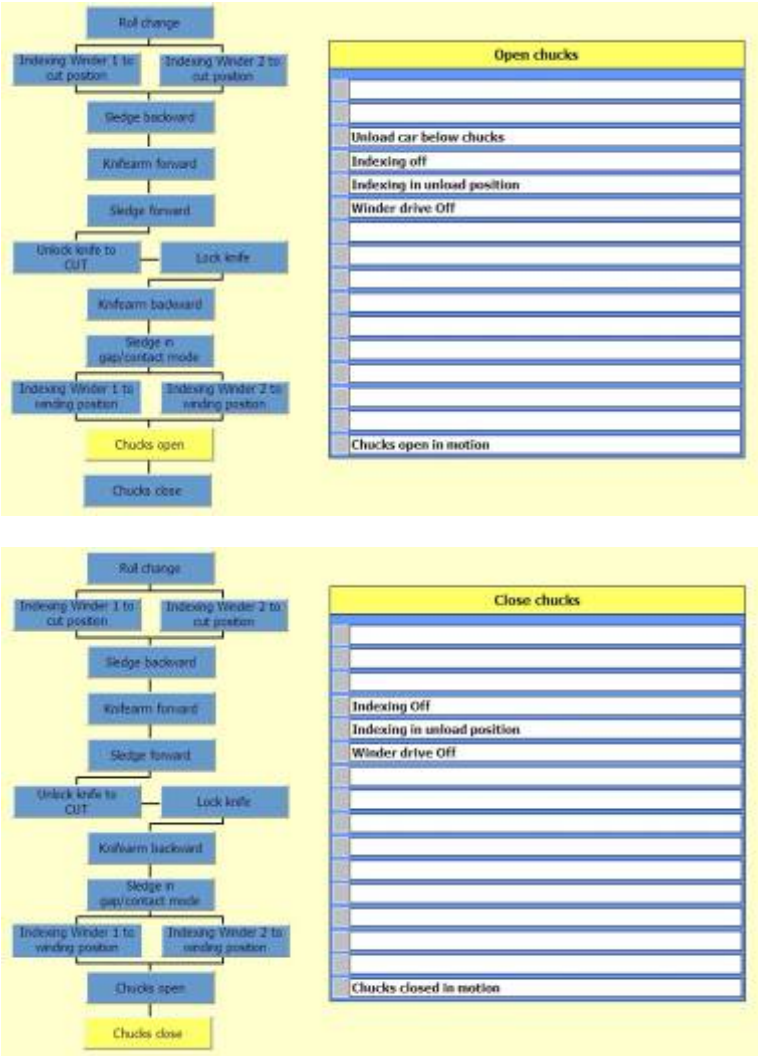 Roll change
Indexing Winder 1 to
cut position
Indexing Winder 2 to
cut position
Sledge backward
Knifearm forward
Sledge forward
Unlock knife to
CUT
Lock knife
Knifearm backward
Sledge in
gap/contact mode
Indexing Winder 1 to
winding position
Indexing Winder 2 to
winding position
Chucks open
Chucks close
Open chucks
Unload car below chucks
Indexing off
Indexing in unload position
Winder drive Off
Chucks open in motion
Roll change
Indexing Winder 1 to
cut position
Indexing Winder 2 to
cut position
Sledge backward
Knifearm forward
Sledge forward
Unlock knife to
CUT
Lock knife
Knifearm backward
Sledge in
gap/contact mode
Indexing Winder 1 to
winding position
Indexing Winder 2 to
winding position
Chucks open
Chucks close
Close chucks
Indexing Off
Indexing in unload position
Winder drive Off
Chucks closed in motion